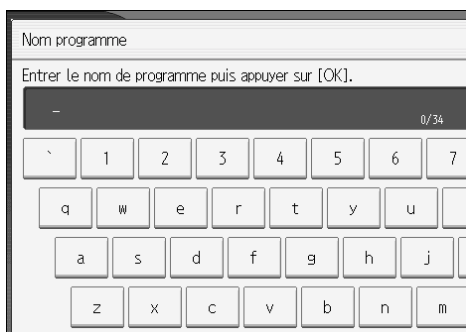 Nom programme
Entrer le nom de programme puis appuyer sur [OK].
_
0/34
` 1 2 3 4 5 6 7
q w e r t y u
a s d f g h j
z x c v b n m